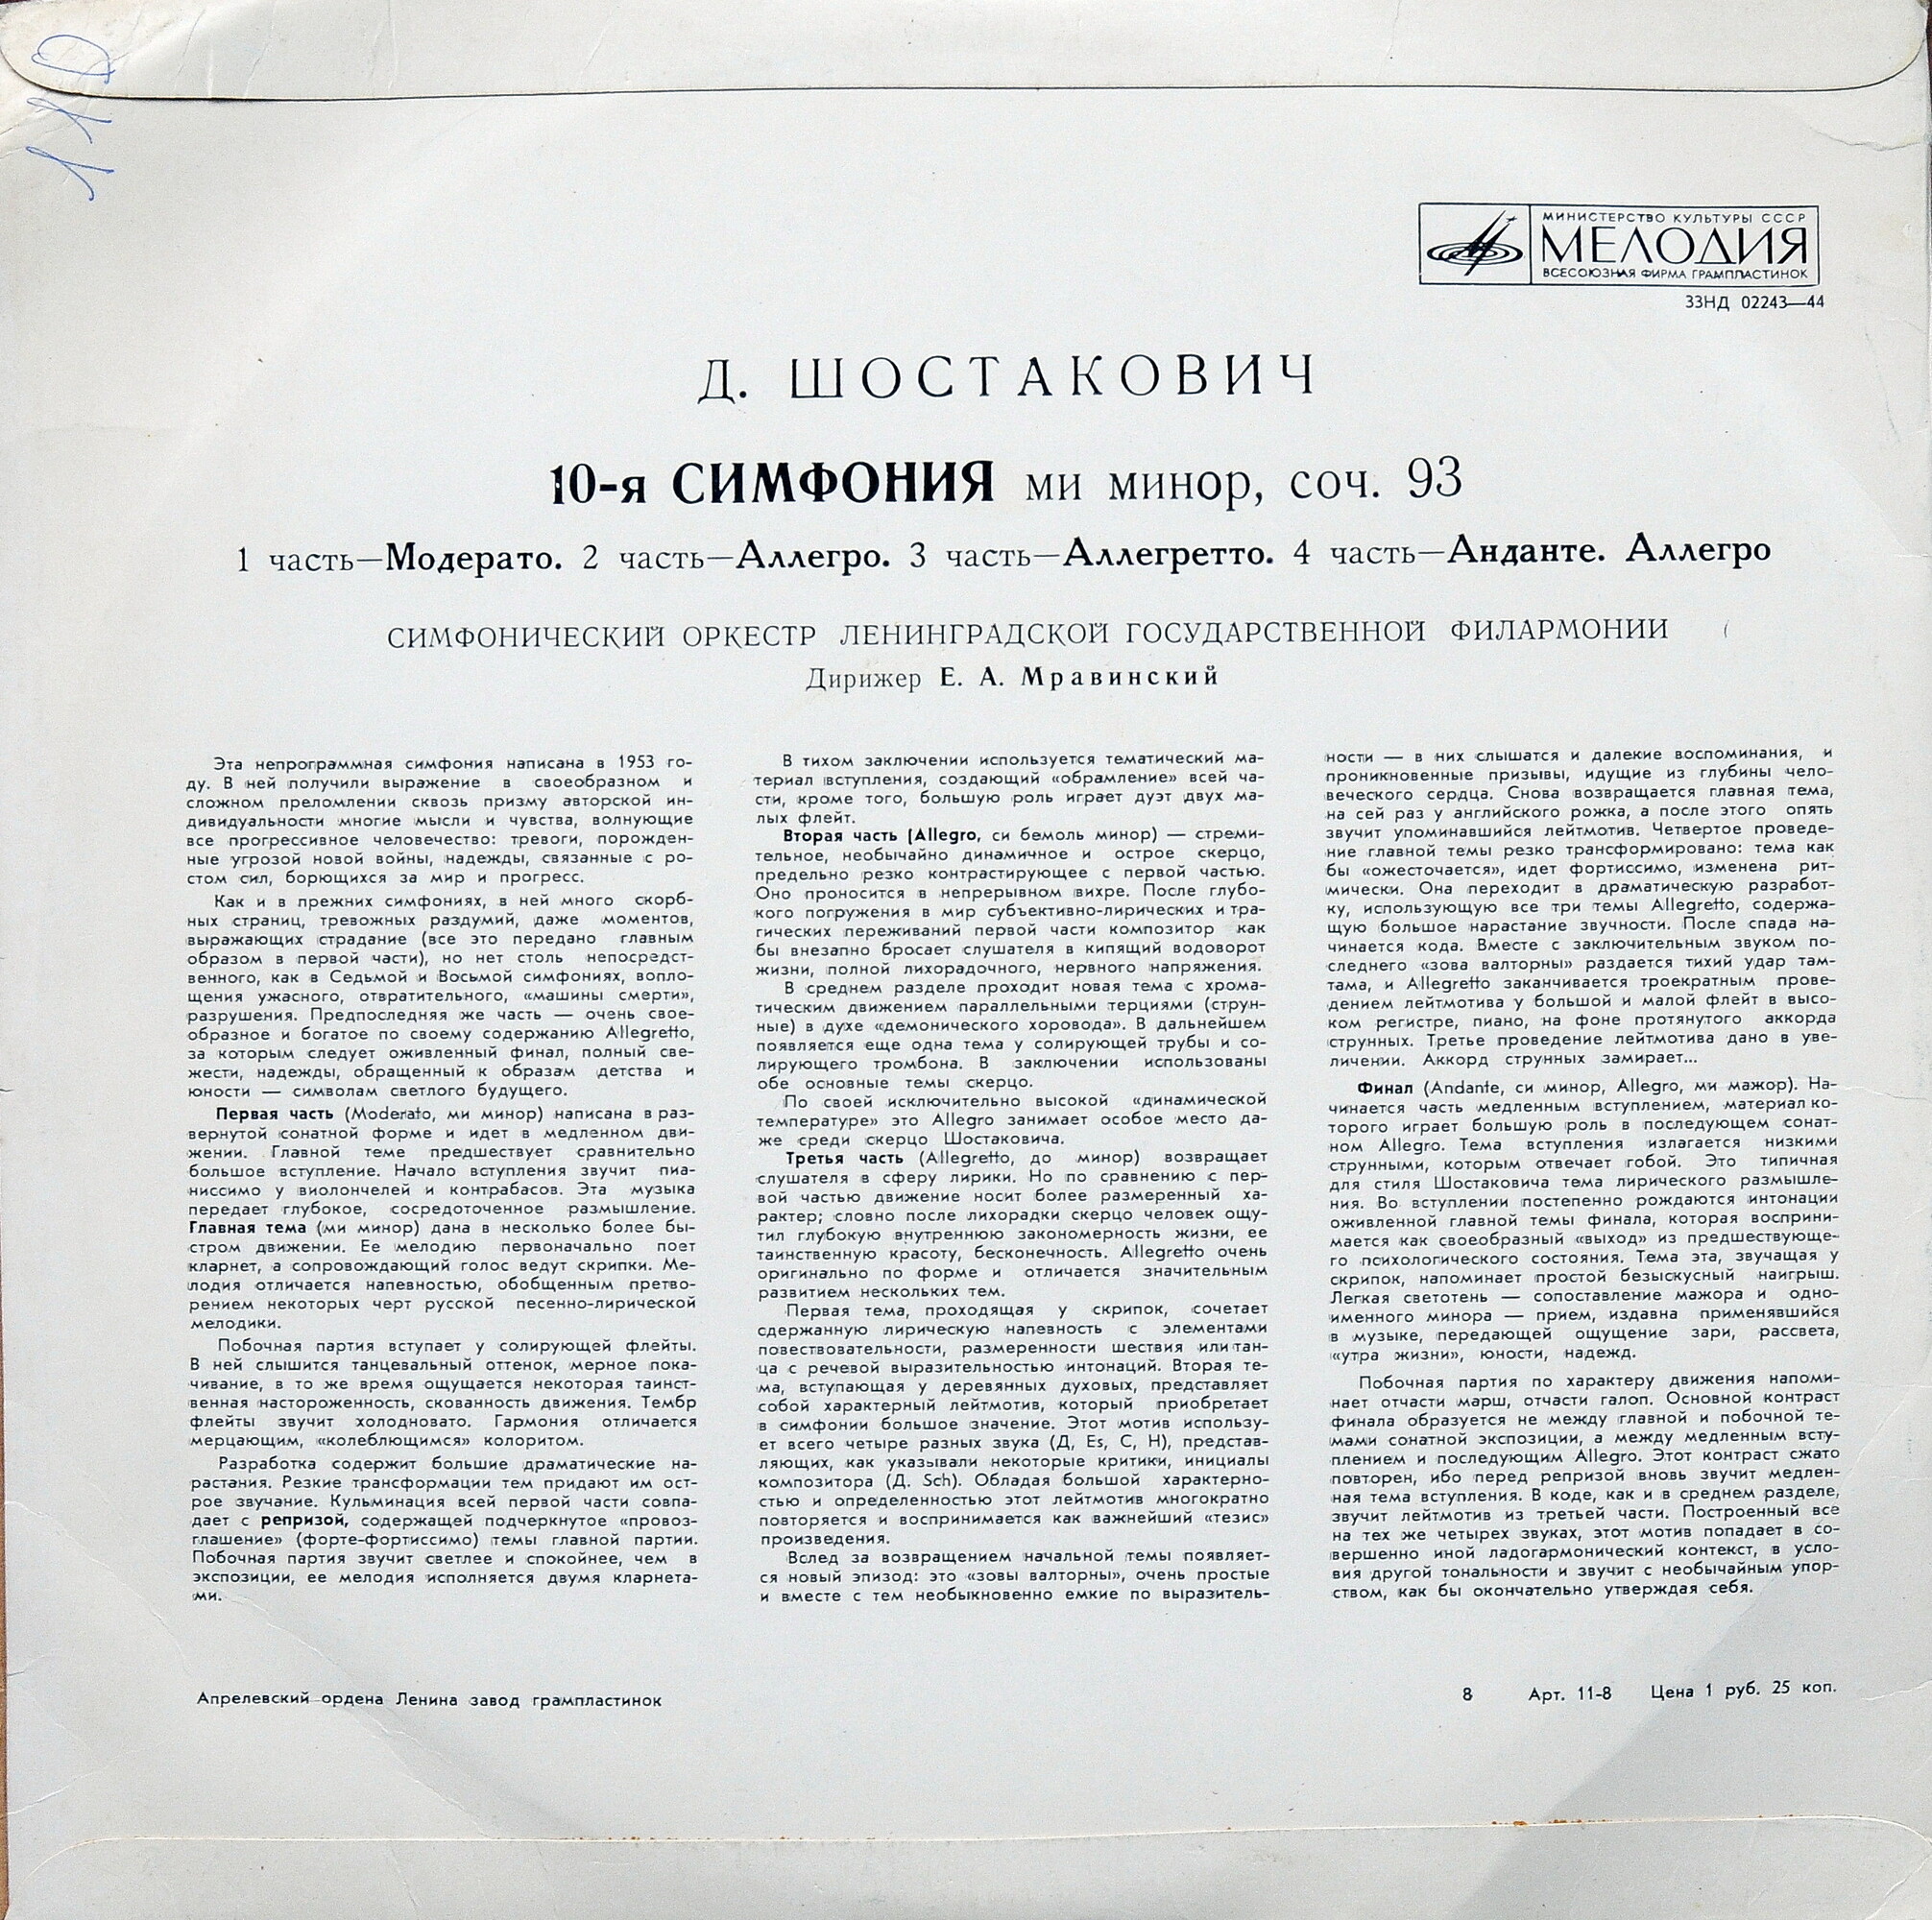 110
МИНИСТЕРСТВО КУЛЬТУРЫ СССР
МЕЛОДИЯ
ВСЕСОЮЗНАЯ ФИРМА ГРАМПЛАСТИНОК
33НД 02243—44
Д. ШОСТАКОВИЧ
10-я СИМФОНИЯ ми минор, соч. 93
1 часть—Модерато. 2 часть—Аллегро. 3 часть—Аллегретто. 4 часть—Анданте. Аллегро
СИМФОНИЧЕСКИЙ ОРКЕСТР ЛЕНИНГРАДСКОЙ ГОСУДАРСТВЕННОЙ ФИЛАРМОНИИ
Дирижер Е. А. Мравинский
Эта непрограммная симфония написана в 1953 го-
ду. В ней получили выражение в своеобразном и
сложном преломлении сквозь призму авторской ин-
дивидуальности многие мысли и чувства, волнующие
все прогрессивное человечество: тревоги, порожден-
ные угрозой новой войны, надежды, связанные с ро-
стом сил, борющихся за мир и прогресс.
Как и в прежних симфониях, в ней много скорб-
ных страниц, тревожных раздумий, даже моментов,
выражающих страдание (все это передано главным
образом в первой части), но нет столь непосредст-
венного, как в Седьмой и Восьмой симфониях, вопло-
щения ужасного, отвратительного, «машины смерти»,
разрушения. Предпоследняя же часть — очень свое-
образное и богатое по своему содержанию Allegretto,
за которым следует оживленный финал, полный све-
жести, надежды, обращенный к образам детства и
юности — символам светлого будущего.
Первая часть (Moderato, ми минор) написана в раз-
вернутой сонатной форме и идет в медленном дви-
жении. Главной теме предшествует сравнительно
большое вступление. Начало вступления звучит пиа-
ниссимо у виолончелей и контрабасов. Эта музыка
передает глубокое, сосредоточенное размышление.
Главная тема (ми минор) дана в несколько более бы-
стром движении. Ее мелодию первоначально поет
кларнет, а сопровождающий голос ведут скрипки. Ме-
лодия отличается напевностью, обобщенным претво-
рением некоторых черт русской песенно-лирической
мелодики.
Побочная партия вступает у солирующей флейты.
В ней слышится танцевальный оттенок, мерное пока-
чивание, в то же время ощущается некоторая таинст-
венная настороженность, скованность движения. Тембр
флейты звучит холодновато. Гармония отличается
мерцающим, «колеблющимся» колоритом.
Разработка содержит большие драматические на-
растания. Резкие трансформации тем придают им ост-
рое звучание. Кульминация всей первой части совпа-
дает с репризой, содержащей подчеркнутое «провоз-
глашение» (форте-фортиссимо) темы главной партии.
Побочная партия звучит светлее и спокойнее, чем в
экспозиции, ее мелодия исполняется двумя кларнета-
ми.
В тихом заключении используется тематический ма-
териал вступления, создающий «обрамление» всей ча-
сти, кроме того, большую роль играет дуэт двух ма-
лых флейт.
Вторая часть (Allegro, си бемоль минор) — стреми-
тельное, необычайно динамичное и острое скерцо,
предельно резко контрастирующее с первой частью.
Оно проносится в непрерывном вихре. После глубо-
кого погружения в мир субъективно-лирических и тра-
гических переживаний первой части композитор как
бы внезапно бросает слушателя в кипящий водоворот
жизни, полной лихорадочного, нервного напряжения.
В среднем разделе проходит новая тема с хрома-
тическим движением параллельными терциями (струн-
ные) в духе «демонического хоровода». В дальнейшем
появляется еще одна тема у солирующей трубы и со-
лирующего тромбона. В заключении использованы
обе основные темы скерцо.
По своей исключительно высокой «динамической
температуре» это Allegro занимает особое место да-
же среди скерцо Шостаковича.
Третья часть (Allegretto, до минор) возвращает
слушателя в сферу лирики. Но по сравнению с пер-
вой частью движение носит более размеренный ха-
рактер; словно после лихорадки скерцо человек ощу-
тил глубокую внутреннюю закономерность жизни, ее
таинственную красоту, бесконечность. Allegretto очень
оригинально по форме и отличается значительным
развитием нескольких тем.
Первая тема, проходящая у скрипок, сочетает
сдержанную лирическую напевность с элементами
повествовательности, размеренности шествия или тан-
ца с речевой выразительностью интонаций. Вторая те-
ма, вступающая у деревянных духовых, представляет
собой характерный лейтмотив, который приобретает
в симфонии большое значение. Этот мотив использу-
ет всего четыре разных звука (Д, Es, C, H), представ-
ляющих, как указывали некоторые критики, инициалы
композитора (Д. Sch). Обладая большой характерно-
стью и определенностью этот лейтмотив многократно
повторяется и воспринимается как важнейший «тезис»
произведения.
Вслед за возвращением начальной темы появляет-
ся новый эпизод: это «зовы валторны», очень простые
и вместе с тем необыкновенно емкие по выразитель-
ности — в них слышатся и далекие воспоминания, и
проникновенные призывы, идущие из глубины чело-
веческого сердца. Снова возвращается главная тема,
на сей раз у английского рожка, а после этого опять
звучит упоминавшийся лейтмотив. Четвертое проведе-
ние главной темы резко трансформировано: тема как
бы «ожесточается», идет фортиссимо, изменена рит-
мически. Она переходит в драматическую разработ-
ку, использующую все три темы Allegretto, содержа-
щую большое нарастание звучности. После спада на-
чинается кода. Вместе с заключительным звуком по-
следнего «зова валторны» раздается тихий удар там-
тама, и Allegretto заканчивается троекратным прове-
дением лейтмотива у большой и малой флейт в высо-
ком регистре, пиано, на фоне протянутого аккорда
струнных. Третье проведение лейтмотива дано в уве-
личении. Аккорд струнных замирает...
Финал (Andante, си минор, Allegro, ми мажор). На-
чинается часть медленным вступлением, материал ко-
торого играет большую роль в последующем сонат-
ном Allegro. Тема вступления излагается низкими
струнными, которым отвечает гобой. Это типичная
для стиля Шостаковича тема лирического размышле-
ния. Во вступлении постепенно рождаются интонации
оживленной главной темы финала, которая восприни-
мается как своеобразный «выход» из предшествующе-
го психологического состояния. Тема эта, звучащая у
скрипок, напоминает простой безыскусный наигрыш.
Легкая светотень — сопоставление мажора и одно-
именного минора — прием, издавна применявшийся
в музыке, передающей ощущение зари, рассвета,
«утра жизни», юности, надежд.
Побочная партия по характеру движения напоми-
нает отчасти марш, отчасти галоп. Основной контраст
финала образуется не между главной и побочной те-
мами сонатной экспозиции, а между медленным всту-
плением и последующим Allegro. Этот контраст сжато
повторен, ибо перед репризой вновь звучит медлен-
ная тема вступления. В коде, как и в среднем разделе,
звучит лейтмотив из третьей части. Построенный все
на тех же четырех звуках, этот мотив попадает в со-
вершенно иной ладогармонический контекст, в усло-
вия другой тональности и звучит с необычайным упор-
ством, как бы окончательно утверждая себя.
Апрелевский ордена Ленина завод грампластинок
8 Арт. 11-8 Цена 1 руб. 25 коп.